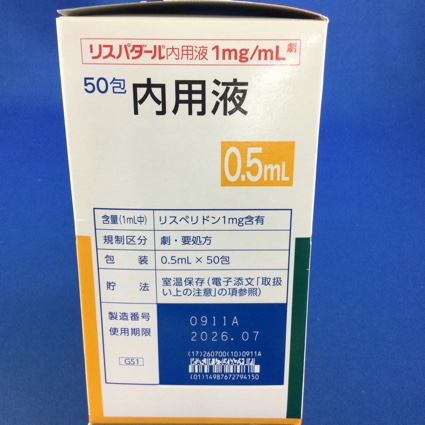 リスパダール内用液1mg/mL 劇
50包 内用液
0.5mL
含量(1mL中) リスペリドン1mg含有
規制区分 劇・要処方
包 装 0.5mL×50包
貯 法 室温保存(電子添文「取扱い上の注意」の項参照)
製造番号 0911A
使用期限 2026.07
GS1
(17)260700(10)0911A
(01)14987672794150